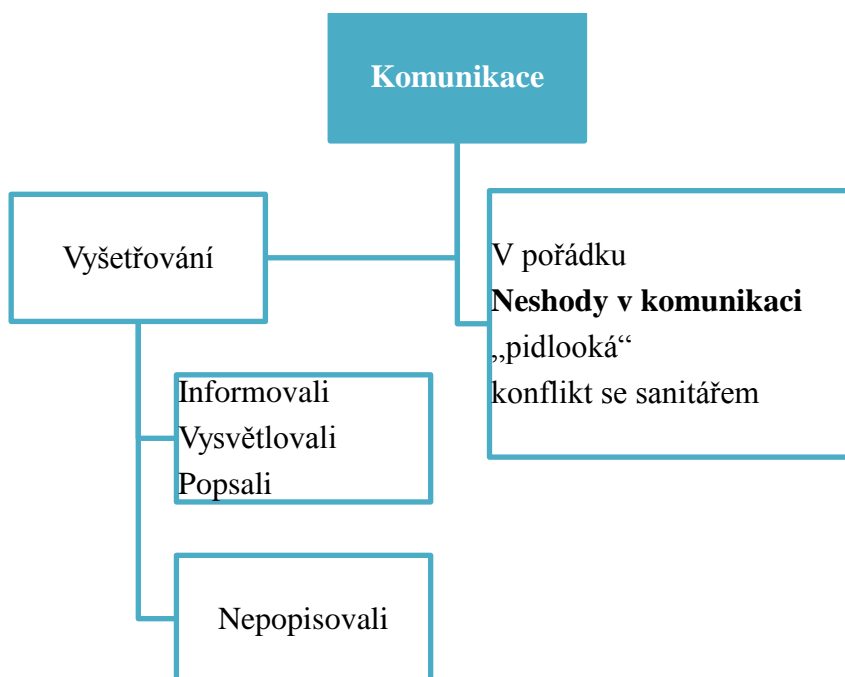 Komunikace
Vyšetřování
V pořádku
Neshody v komunikaci
„pidlooká“
konflikt se sanitářem
Informovali
Vysvětlovali
Popsali
Nepopisovali